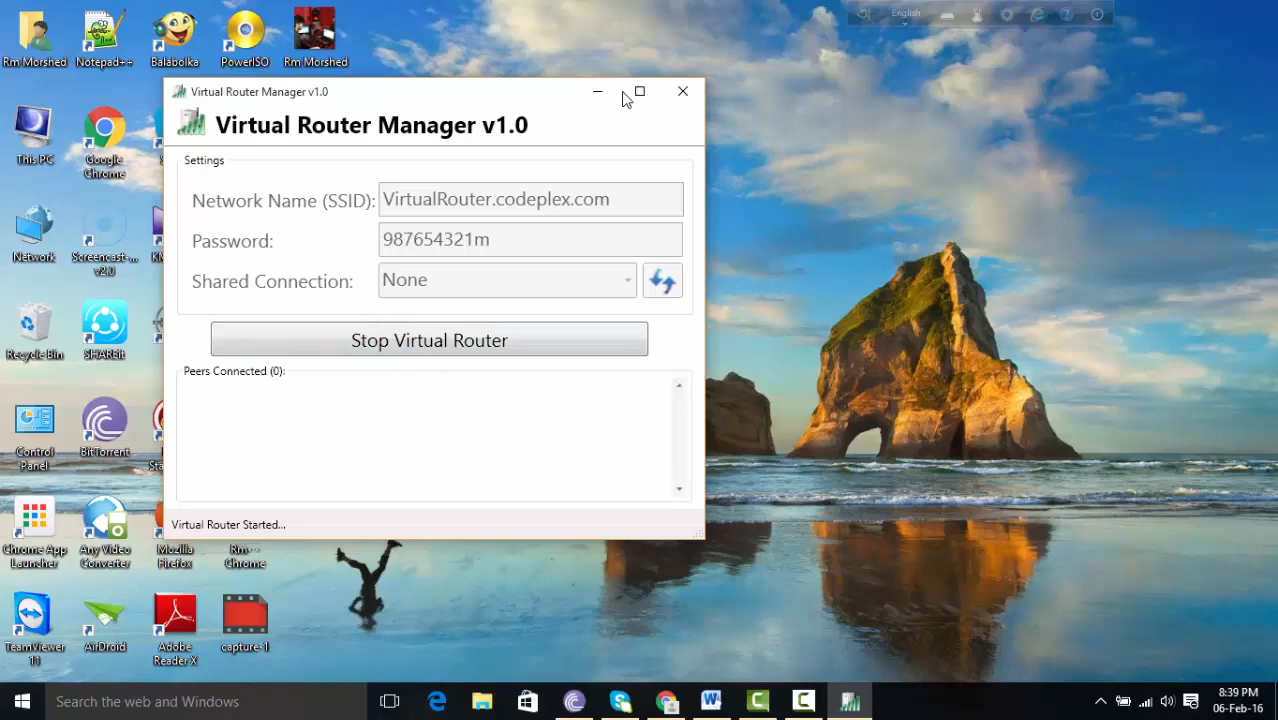 Rm Morshed
Notepad++
Balabolka
PowerISO
Rm Morshed
English
Virtual Router Manager v1.0
Virtual Router Manager v1.0
Settings
Network Name (SSID): VirtualRouter.codeplex.com
Password: 987654321m
Shared Connection: None
Stop Virtual Router
Peers Connected (0):
Virtual Router Started...
This PC
Google
Chrome
Network
Screencast-...
v2.0
Recycle Bin
SHAREit
Control
Panel
BitTorrent
Chrome App
Launcher
Any Video
Converter
Mozilla
Firefox
Rm-
Chrome
TeamViewer
11
AirDroid
Adobe
Reader X
capture-1
Search the web and Windows
8:39 PM
06-Feb-16